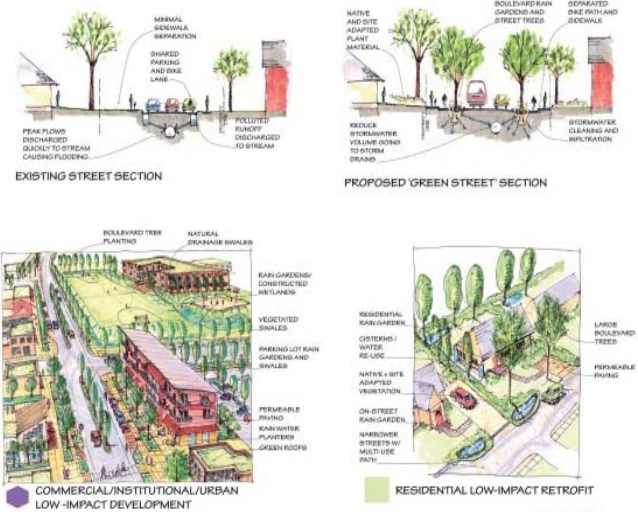 MINIMAL
SIDEWALK
SEPARATION
SHARED
PARKING
AND BIKE
LANE
PEAK FLOWS
DISCHARGED
QUICKLY TO STREAM
CAUSING FLOODING
POLLUTED
RUNOFF
DISCHARGED
TO STREAM
EXISTING STREET SECTION
NATIVE
AND SITE
ADAPTED
PLANT
MATERIAL
BOULEVARD RAIN
GARDENS AND
STREET TREES
SEPARATED
BIKE PATH AND
SIDEWALK
REDUCE
STORMWATER
VOLUME GOING
TO STORM
DRAINS
STORMWATER
CLEANING AND
INFILTRATION
PROPOSED 'GREEN STREET' SECTION
BOULEVARD TREE
PLANTING
NATURAL
DRAINAGE SWALES
RAIN GARDENS/
CONSTRUCTED
WETLANDS
VEGETATED
SWALES
PARKING LOT RAIN
GARDENS AND
SWALES
PERMEABLE
PAVING
RAIN WATER
PLANTERS
GREEN ROOFS
COMMERCIAL/INSTITUTIONAL/URBAN
LOW -IMPACT DEVELOPMENT
RESIDENTIAL
RAIN GARDEN
CISTERNS /
WATER
RE-USE
NATIVE + SITE
ADAPTED
VEGETATION
ON-STREET
RAIN GARDEN
NARROWER
STREETS W/
MULTI-USE
PATH
LARGE
BOULEVARD
TREES
PERMEABLE
PAVING
RESIDENTIAL LOW-IMPACT RETROFIT